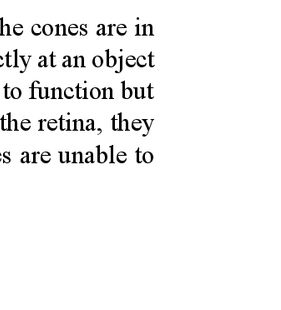 he cones are in
ctly at an object
to function but
the retina, they
s are unable to